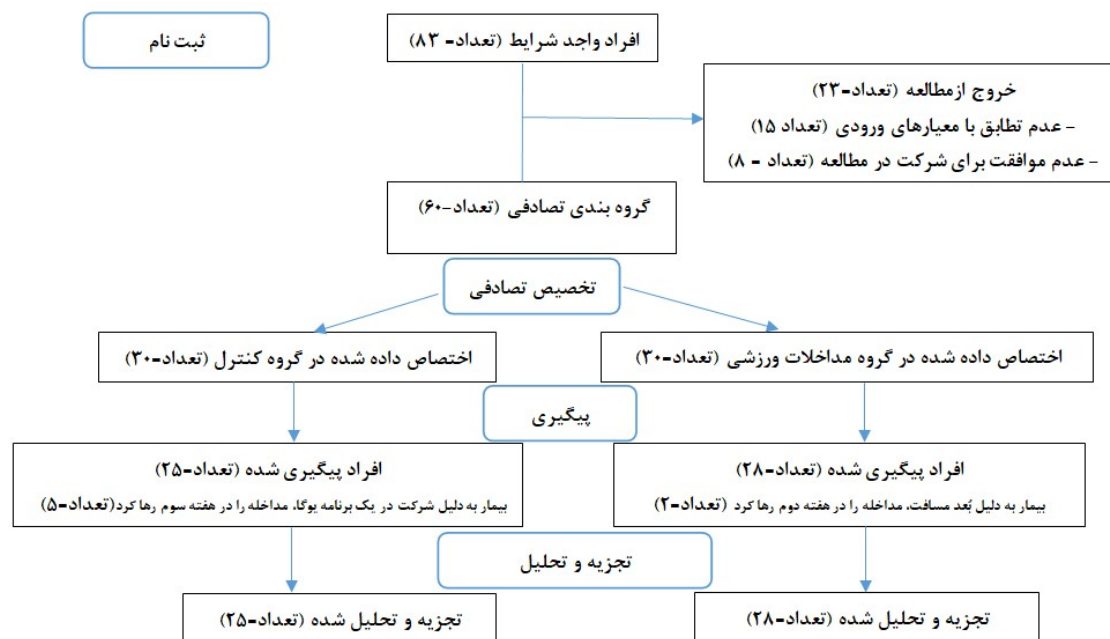 ثبت نام
افراد واجد شرایط (تعداد- ۸۳)
خروج ازمطالعه (تعداد-۲۳)
- عدم تطابق با معیارهای ورودی (تعداد ۱۵)
- عدم موافقت برای شرکت در مطالعه (تعداد - ۸)
گروه بندی تصادفی (تعداد-۶۰)
تخصیص تصادفی
اختصاص داده شده در گروه مداخلات ورزشی (تعداد-۳۰)
اختصاص داده شده در گروه کنترل (تعداد-۳۰)
پیگیری
افراد پیگیری شده (تعداد-۲۸)
بیمار به دلیل بُعد مسافت، مداخله را در هفته دوم رها کرد (تعداد-۲)
افراد پیگیری شده (تعداد-۲۵)
بیمار به دلیل شرکت در یک برنامه یوگا، مداخله را در هفته سوم رها کرد(تعداد-۵)
تجزیه و تحلیل
تجزیه و تحلیل شده (تعداد-۲۸)
تجزیه و تحلیل شده (تعداد-۲۵)